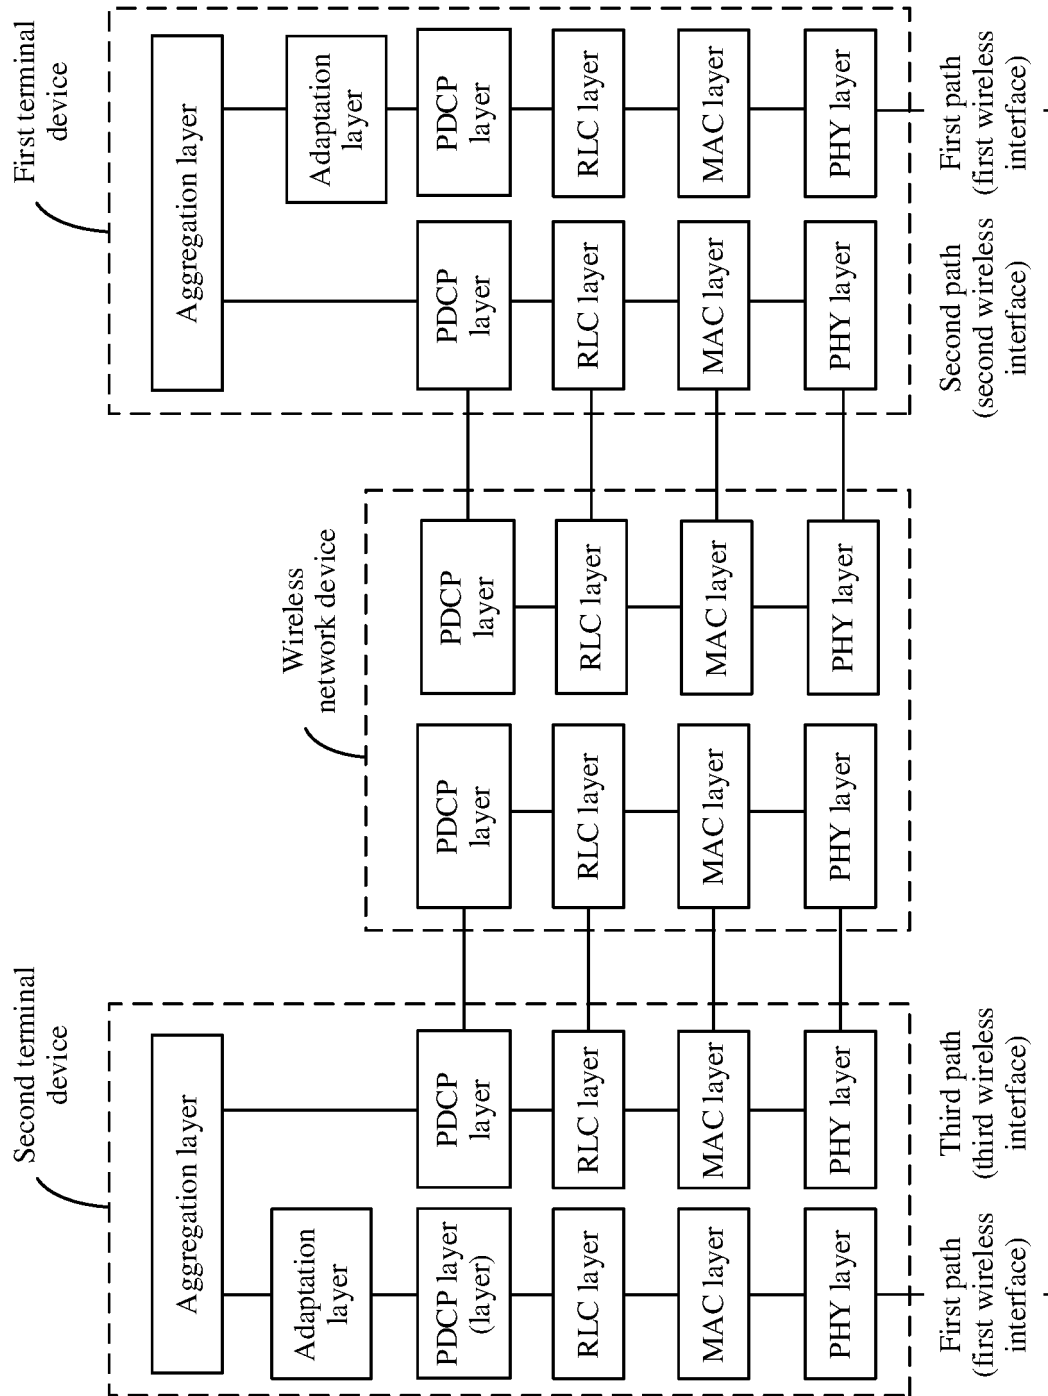 Second terminal
device
Aggregation layer
Adaptation
layer
PDCP layer
(layer)
RLC layer
MAC layer
PHY layer
First path
(first wireless
interface)
PDCP
layer
RLC layer
MAC layer
PHY layer
Third path
(third wireless
interface)
Wireless
network device
PDCP
layer
RLC layer
MAC layer
PHY layer
PDCP
layer
RLC layer
MAC layer
PHY layer
First terminal
device
Aggregation layer
PDCP
layer
RLC layer
MAC layer
PHY layer
Second path
(second wireless
interface)
Adaptation
layer
PDCP
layer
RLC layer
MAC layer
PHY layer
First path
(first wireless
interface)